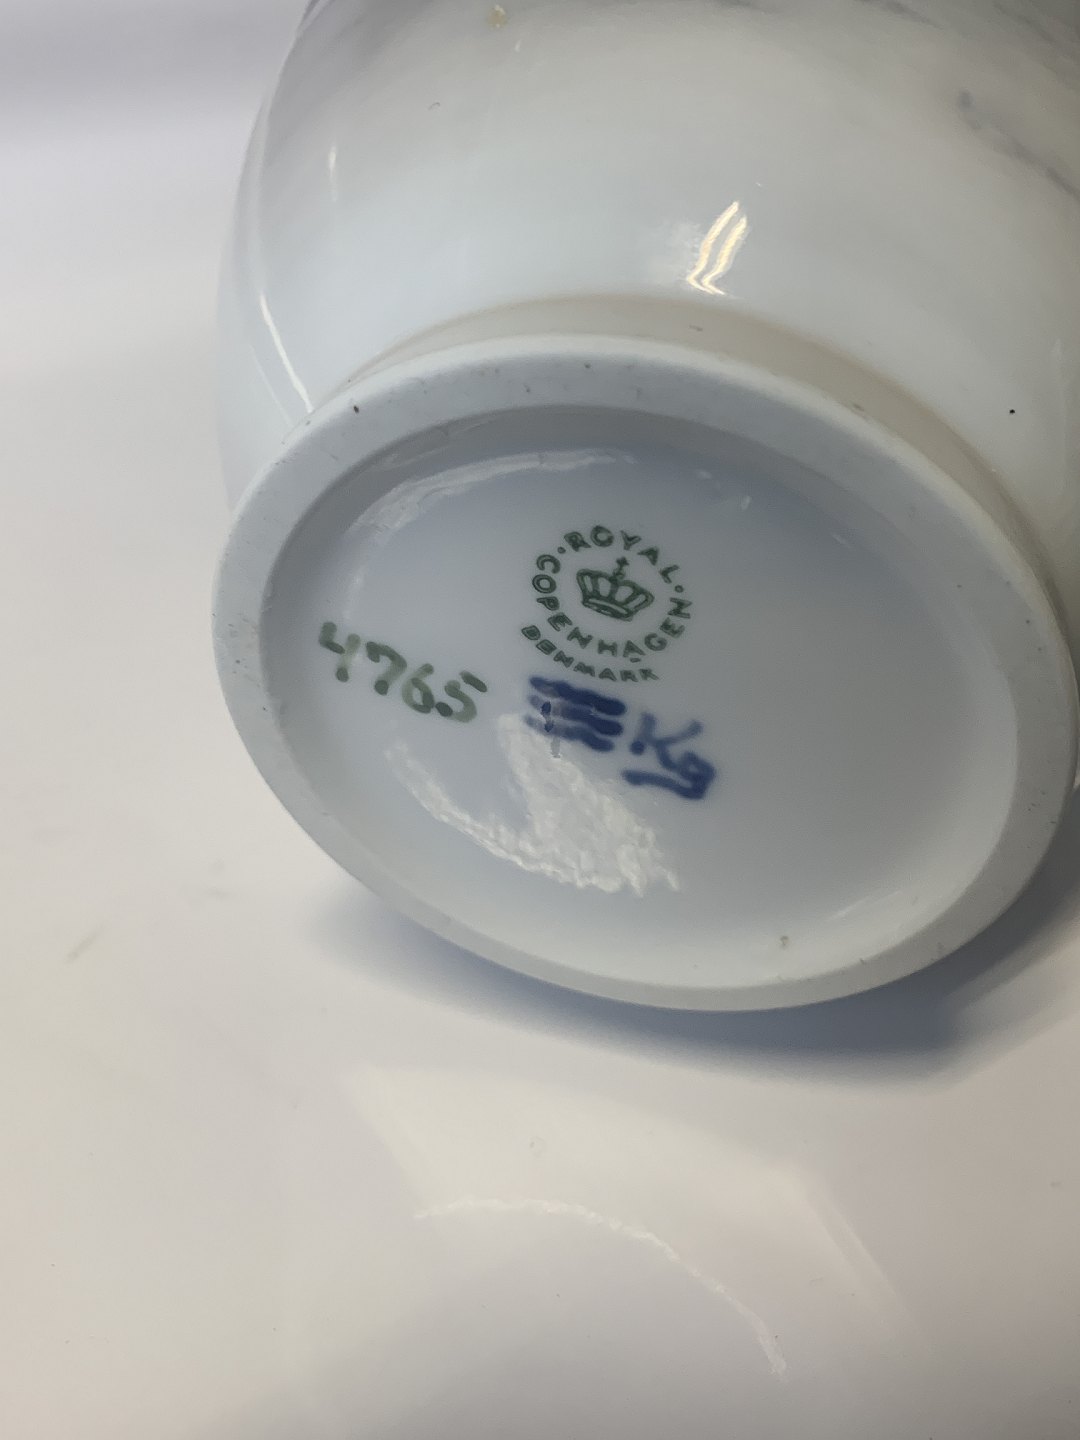 ROYAL
COPENHAGEN
DENMARK
4765
Kg